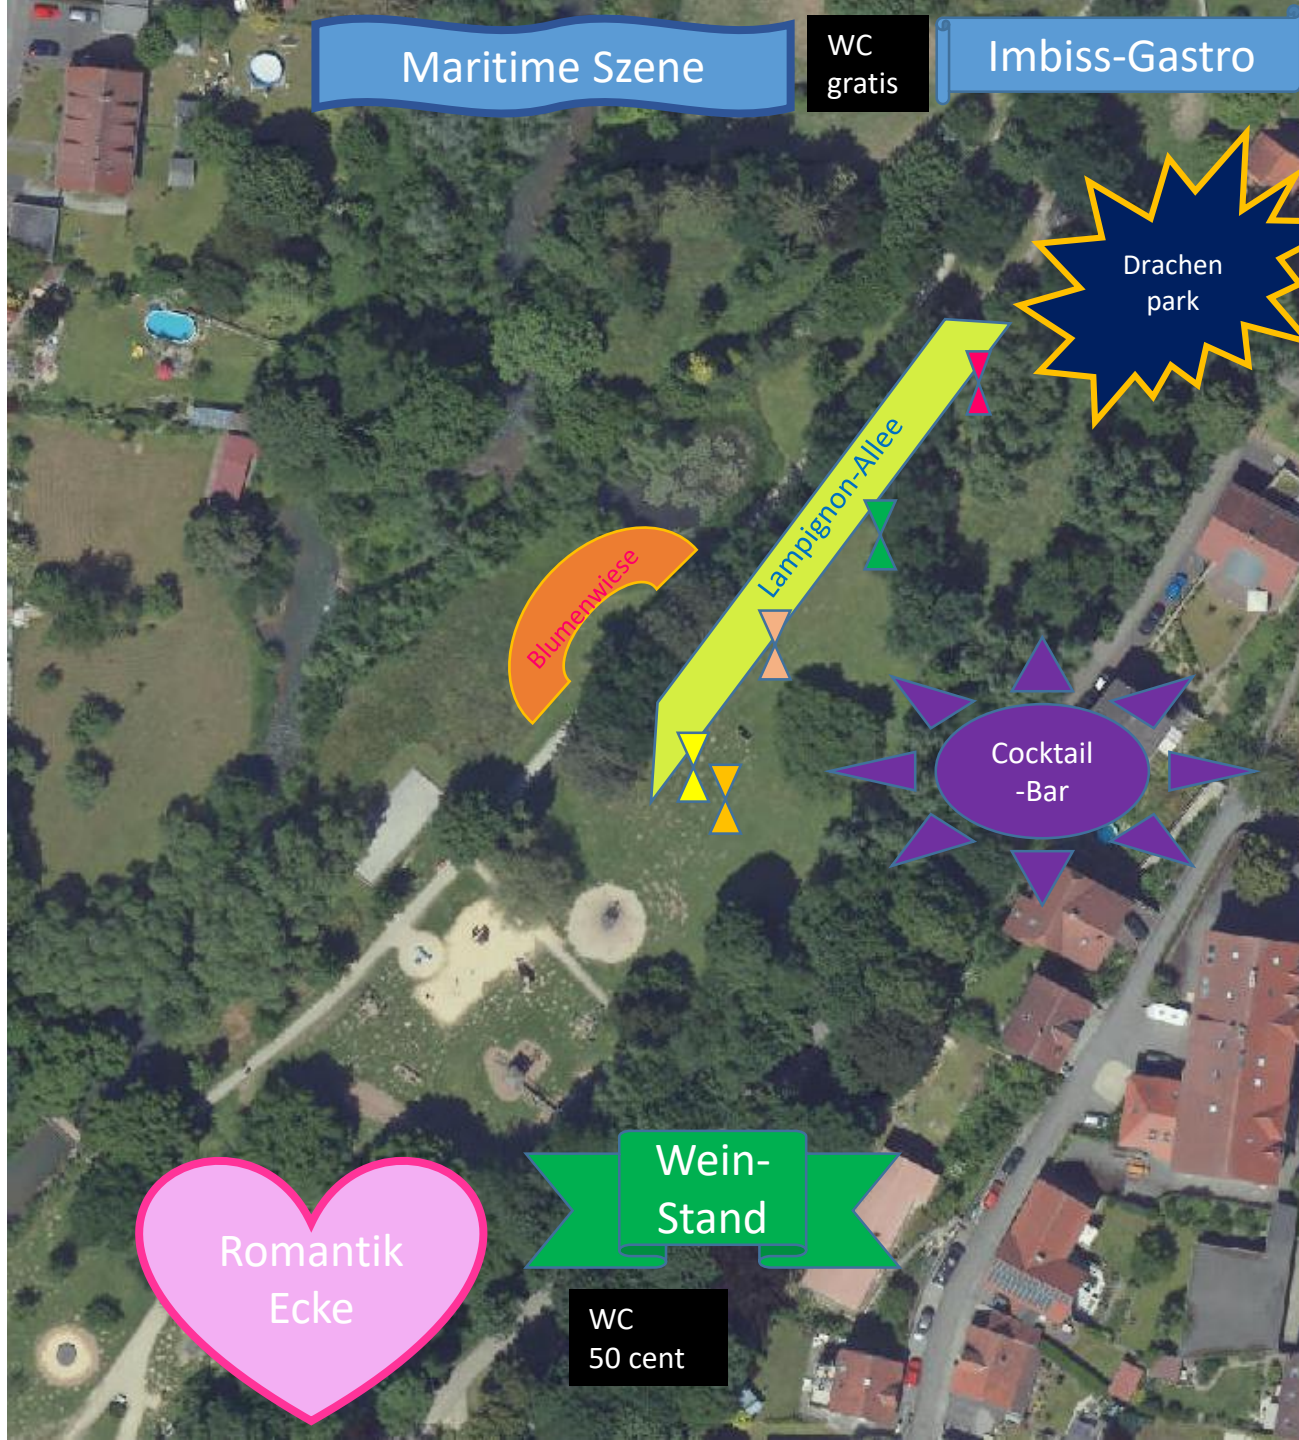 Maritime Szene
WC
gratis
Imbiss-Gastro
Drachen
park
Lampignon-Allee
Blumenwiese
Cocktail
-Bar
Wein-
Stand
Romantik
Ecke
WC
50 cent